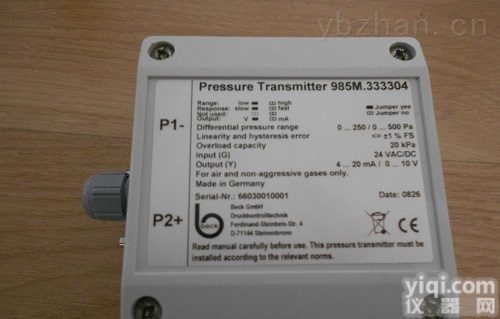 ybzhan.cn
Pressure Transmitter 985M.333304
Range: low high
Response: slow fast Jumper yes
Not used: Jumper no
Output: V mA
P1-
Differential pressure range 0 ... 250 / 0 ... 500 Pa
Linearity and hysteresis error <= ±1 % FS
Overload capacity 20 kPa
Input (G) 24 VAC/DC
Output (Y) 4 ... 20 mA / 0 ... 10 V
For air and non-aggressive gases only.
Made in Germany
Serial-Nr.: 66030010001 Date: 0826
P2+
beck
Beck GmbH
Druckkontrolltechnik
Ferdinand-Steinbeis-Str. 4
D-71144 Steinenbronn
CE
Read manual carefully before use. This pressure transmitter must be
installed according to the relevant norms.
yiqi.com
仪器网